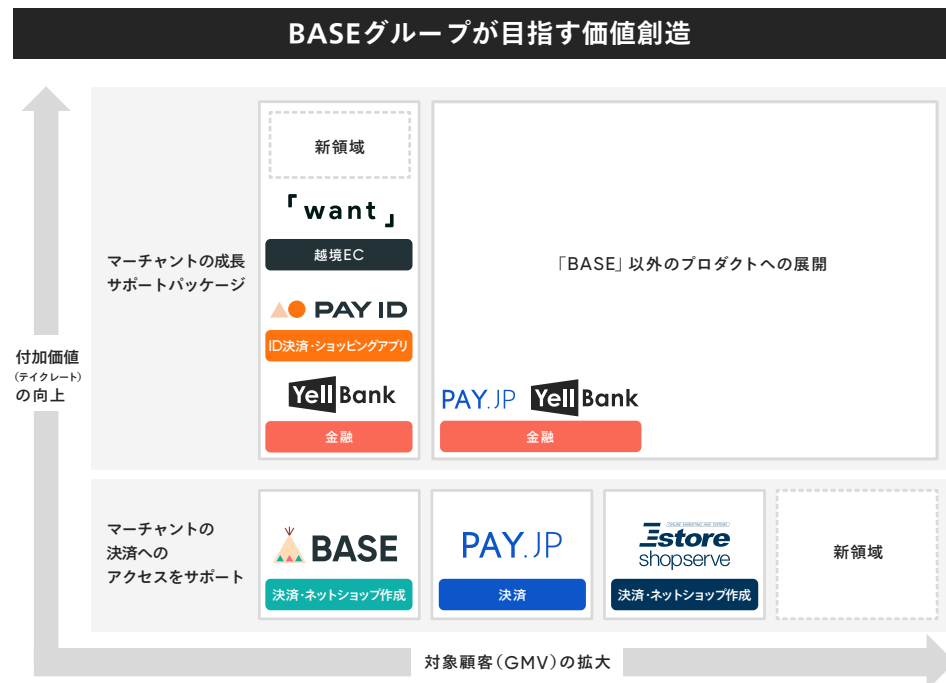 BASEグループが目指す価値創造
付加価値
（テイクレート）
の向上
マーチャントの成長
サポートパッケージ
新領域
「want」
越境EC
PAY ID
ID決済・ショッピングアプリ
Yell Bank
金融
「BASE」以外のプロダクトへの展開
PAY.JP
Yell Bank
金融
マーチャントの
決済への
アクセスをサポート
BASE
決済・ネットショップ作成
PAY.JP
決済
ONLINE MARKETING AND SYSTEMS
Estore
shopserve
決済・ネットショップ作成
新領域
対象顧客（GMV）の拡大